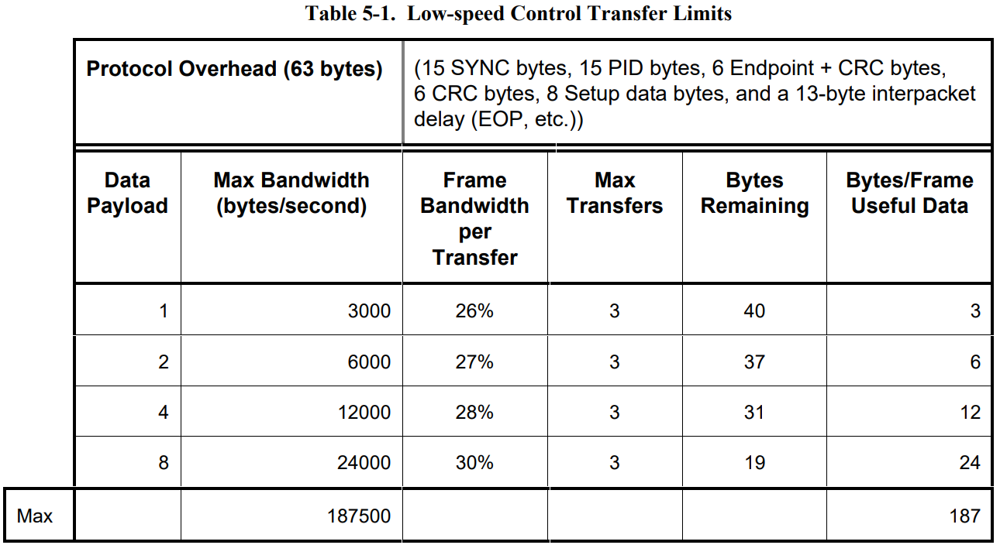 Table 5-1. Low-speed Control Transfer Limits
Protocol Overhead (63 bytes)
(15 SYNC bytes, 15 PID bytes, 6 Endpoint + CRC bytes,
6 CRC bytes, 8 Setup data bytes, and a 13-byte interpacket
delay (EOP, etc.))
Data Payload | Max Bandwidth (bytes/second) | Frame Bandwidth per Transfer | Max Transfers | Bytes Remaining | Bytes/Frame Useful Data
1 | 3000 | 26% | 3 | 40 | 3
2 | 6000 | 27% | 3 | 37 | 6
4 | 12000 | 28% | 3 | 31 | 12
8 | 24000 | 30% | 3 | 19 | 24
Max | 187500 | 187